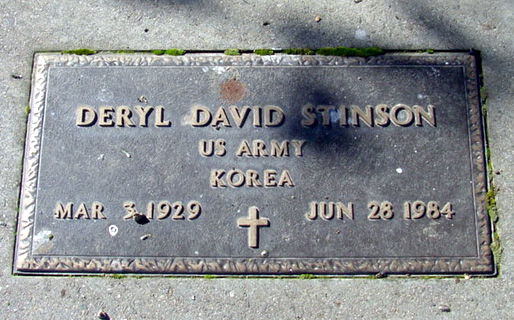 DERYL DAVID STINSON
US ARMY
KOREA
MAR 3 1929 JUN 28 1984